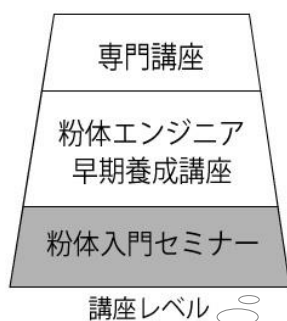 専門講座
粉体エンジニア
早期養成講座
粉体入門セミナー
講座レベル